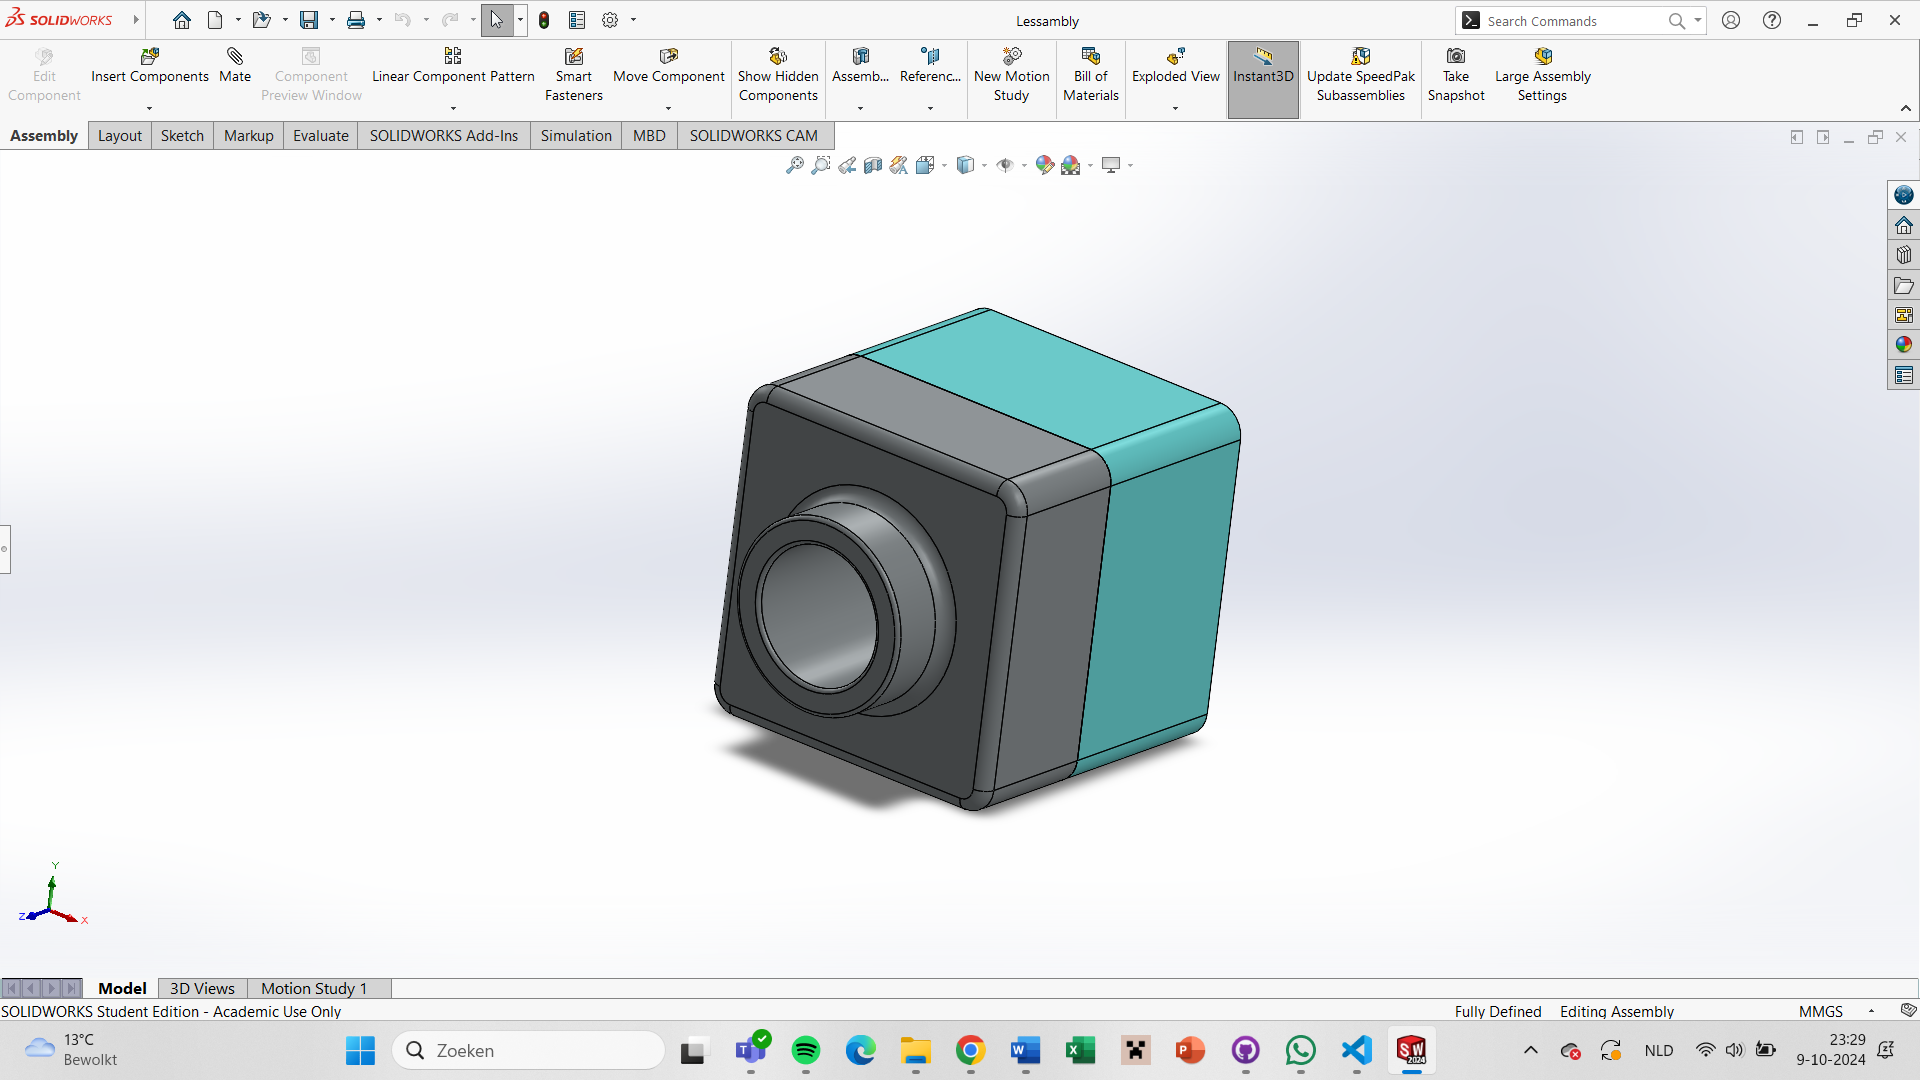 SOLIDWORKS
Lessambly
Search Commands
Edit
Component
Insert Components
Mate
Component
Preview Window
Linear Component Pattern
Smart
Fasteners
Move Component
Show Hidden
Components
Assemb...
Referenc...
New Motion
Study
Bill of
Materials
Exploded View
Instant3D
Update SpeedPak
Subassemblies
Take
Snapshot
Large Assembly
Settings
Assembly
Layout
Sketch
Markup
Evaluate
SOLIDWORKS Add-Ins
Simulation
MBD
SOLIDWORKS CAM
Y
Z
X
Model
3D Views
Motion Study 1
SOLIDWORKS Student Edition - Academic Use Only
Fully Defined
Editing Assembly
MMGS
13°C
Bewolkt
Zoeken
NLD
23:29
9-10-2024